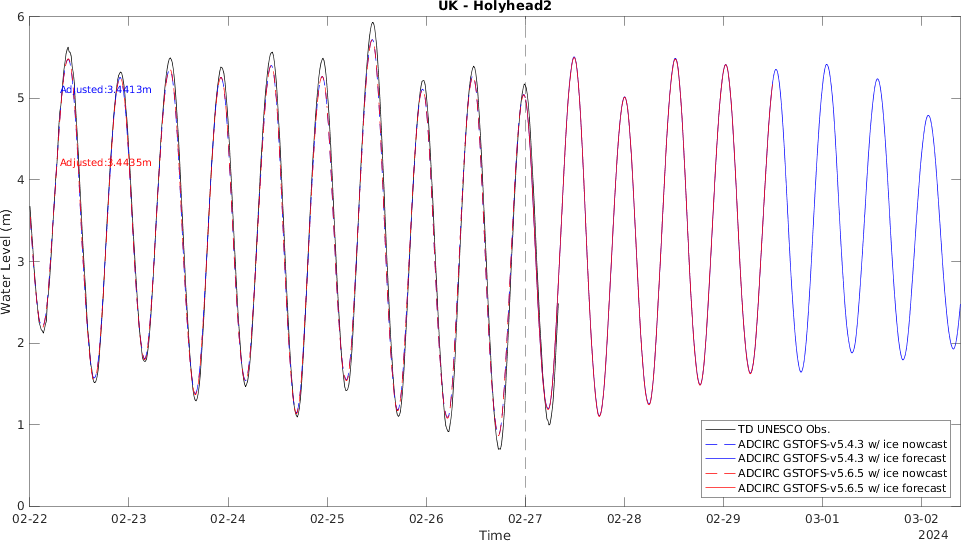 UK - Holyhead2
6
5
4
3
2
1
0
Water Level (m)
Adjusted:3.4413m
Adjusted:3.4435m
TD UNESCO Obs.
ADCIRC GSTOFS-v5.4.3 w/ ice nowcast
ADCIRC GSTOFS-v5.4.3 w/ ice forecast
ADCIRC GSTOFS-v5.6.5 w/ ice nowcast
ADCIRC GSTOFS-v5.6.5 w/ ice forecast
02-22 02-23 02-24 02-25 02-26 02-27 02-28 02-29 03-01 03-02
Time
2024